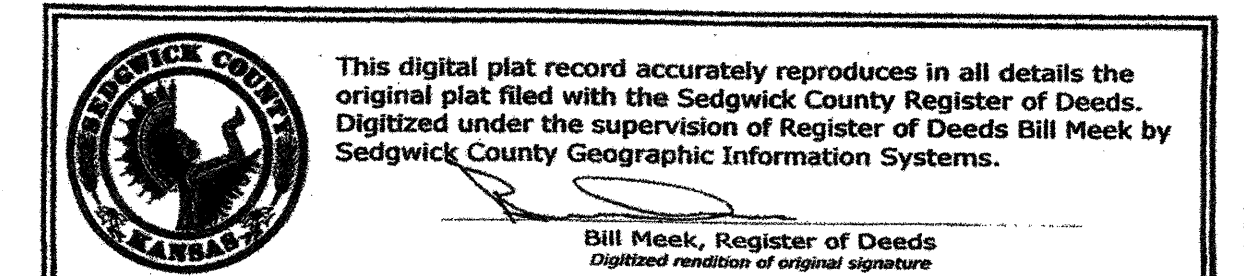 SEDGWICK COUNTY
KANSAS
This digital plat record accurately reproduces in all details the
original plat filed with the Sedgwick County Register of Deeds.
Digitized under the supervision of Register of Deeds Bill Meek by
Sedgwick County Geographic Information Systems.
Bill Meek, Register of Deeds
Digitized rendition of original signature